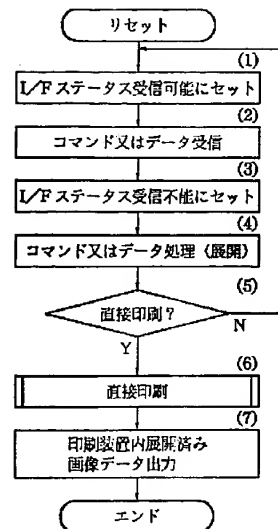 リセット
(1)
I/Fステータス受信可能にセット
(2)
コマンド又はデータ受信
(3)
I/Fステータス受信不能にセット
(4)
コマンド又はデータ処理(展開)
(5)
直接印刷?
N
Y
(6)
直接印刷
(7)
印刷装置内展開済み
画像データ出力
エンド